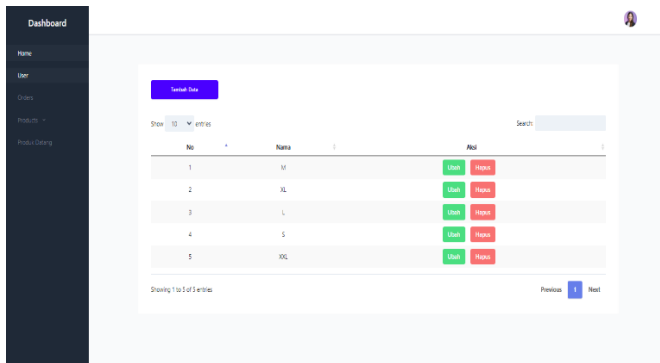 Dashboard
Home
User
Orders
Products
Produk Datang
Tambah Data
Show 10 entries
Search:
No Nama Aksi
1 M Ubah Hapus
2 XL Ubah Hapus
3 L Ubah Hapus
4 S Ubah Hapus
5 XXL Ubah Hapus
Showing 1 to 5 of 5 entries
Previous 1 Next